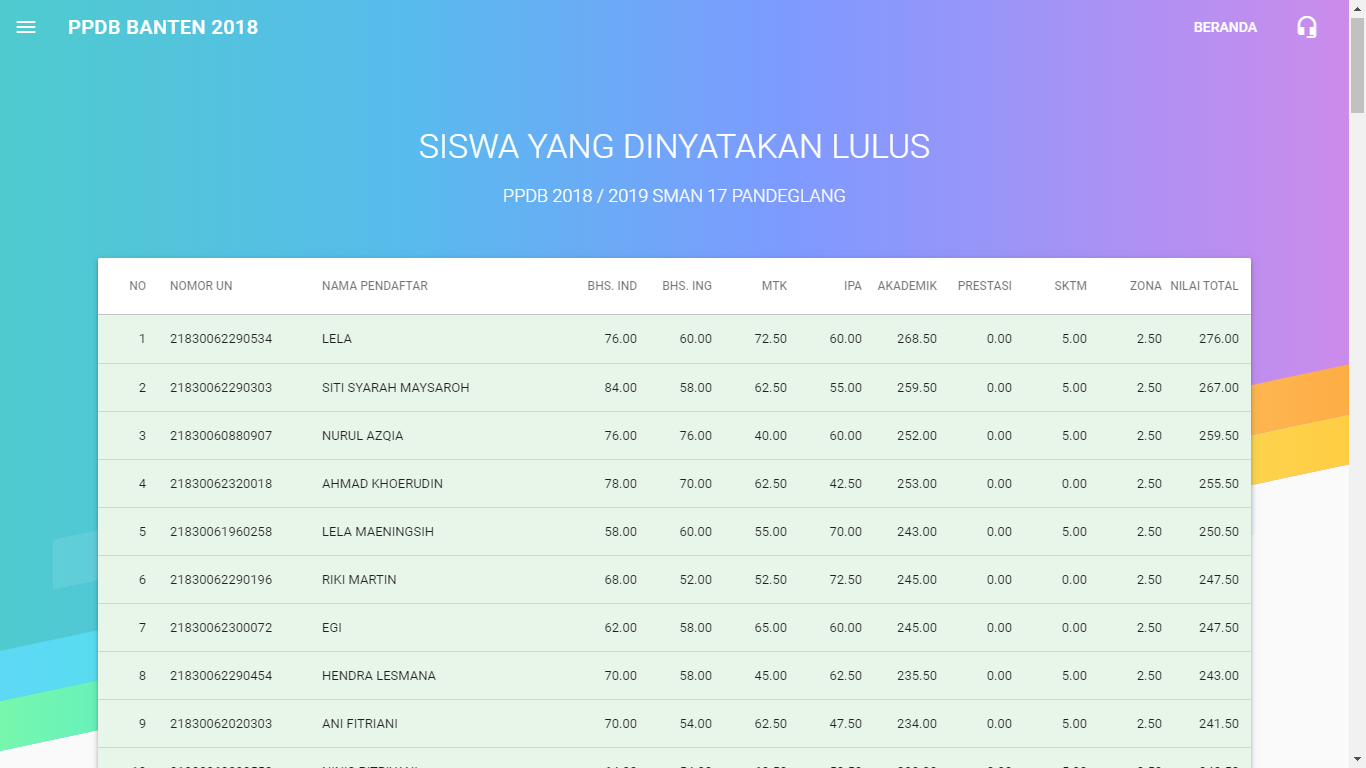 PPDB BANTEN 2018
BERANDA
SISWA YANG DINYATAKAN LULUS
PPDB 2018 / 2019 SMAN 17 PANDEGLANG
NO NOMOR UN NAMA PENDAFTAR BHS. IND BHS. ING MTK IPA AKADEMIK PRESTASI SKTM ZONA NILAI TOTAL
1 21830062290534 LELA 76.00 60.00 72.50 60.00 268.50 0.00 5.00 2.50 276.00
2 21830062290303 SITI SYARAH MAYSAROH 84.00 58.00 62.50 55.00 259.50 0.00 5.00 2.50 267.00
3 21830060880907 NURUL AZQIA 76.00 76.00 40.00 60.00 252.00 0.00 5.00 2.50 259.50
4 21830062320018 AHMAD KHOERUDIN 78.00 70.00 62.50 42.50 253.00 0.00 0.00 2.50 255.50
5 21830061960258 LELA MAENINGSIH 58.00 60.00 55.00 70.00 243.00 0.00 5.00 2.50 250.50
6 21830062290196 RIKI MARTIN 68.00 52.00 52.50 72.50 245.00 0.00 0.00 2.50 247.50
7 21830062300072 EGI 62.00 58.00 65.00 60.00 245.00 0.00 0.00 2.50 247.50
8 21830062290454 HENDRA LESMANA 70.00 58.00 45.00 62.50 235.50 0.00 5.00 2.50 243.00
9 21830062020303 ANI FITRIANI 70.00 54.00 62.50 47.50 234.00 0.00 5.00 2.50 241.50